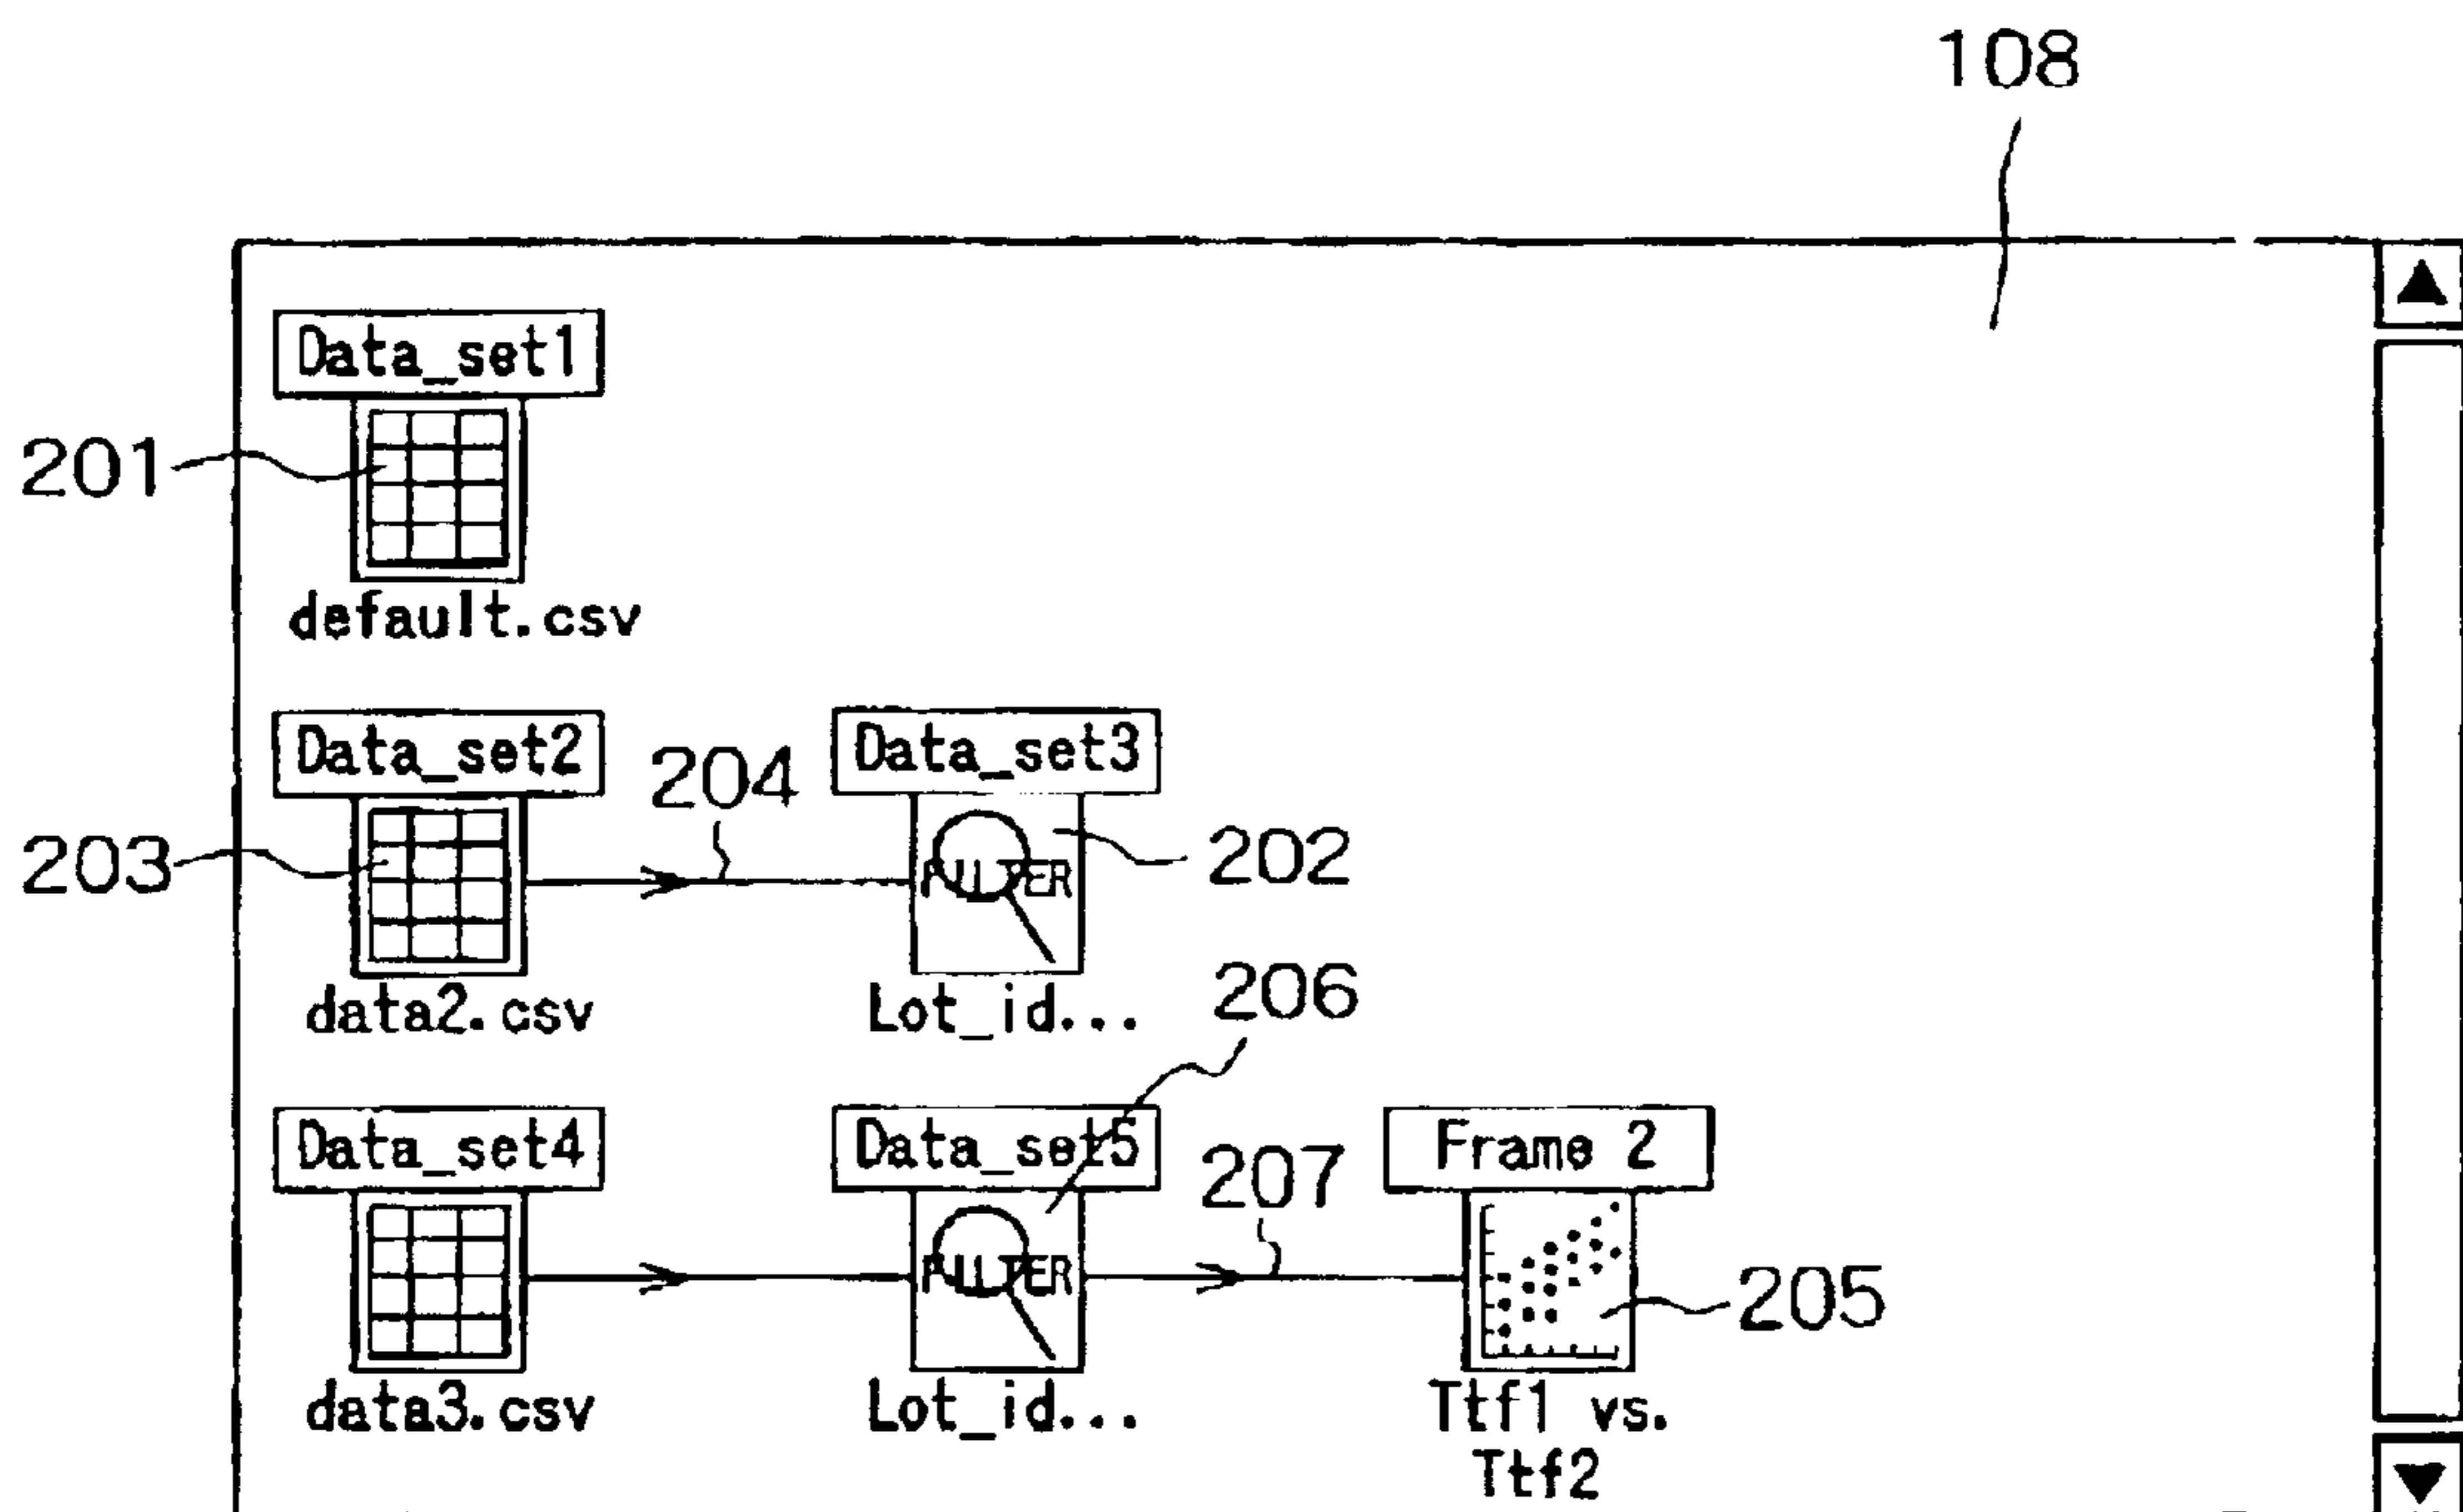 108
Data_set1
201
default.csv
Data_set2
204
Data_set3
203
FILTER
202
data2.csv
Lot_id...
206
Data_set4
Data_set5
207
Frame 2
FILTER
205
data3.csv
Lot_id...
Ttf1 vs.
Ttf2